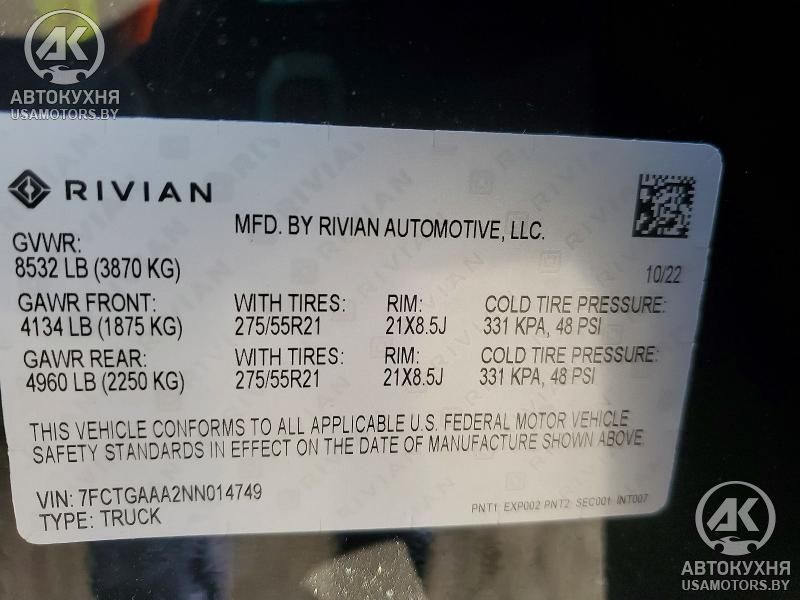 АК
АВТОКУХНЯ
USAMOTORS.BY
RIVIAN
MFD. BY RIVIAN AUTOMOTIVE, LLC.
GVWR:
8532 LB (3870 KG)
10/22
GAWR FRONT: WITH TIRES: RIM: COLD TIRE PRESSURE:
4134 LB (1875 KG) 275/55R21 21X8.5J 331 KPA, 48 PSI
GAWR REAR: WITH TIRES: RIM: COLD TIRE PRESSURE:
4960 LB (2250 KG) 275/55R21 21X8.5J 331 KPA, 48 PSI
THIS VEHICLE CONFORMS TO ALL APPLICABLE U.S. FEDERAL MOTOR VEHICLE
SAFETY STANDARDS IN EFFECT ON THE DATE OF MANUFACTURE SHOWN ABOVE.
VIN: 7FCTGAAA2NN014749
TYPE: TRUCK
PNT1: EXP002 PNT2: SEC001: INT007
АК
АВТОКУХНЯ
USAMOTORS.BY